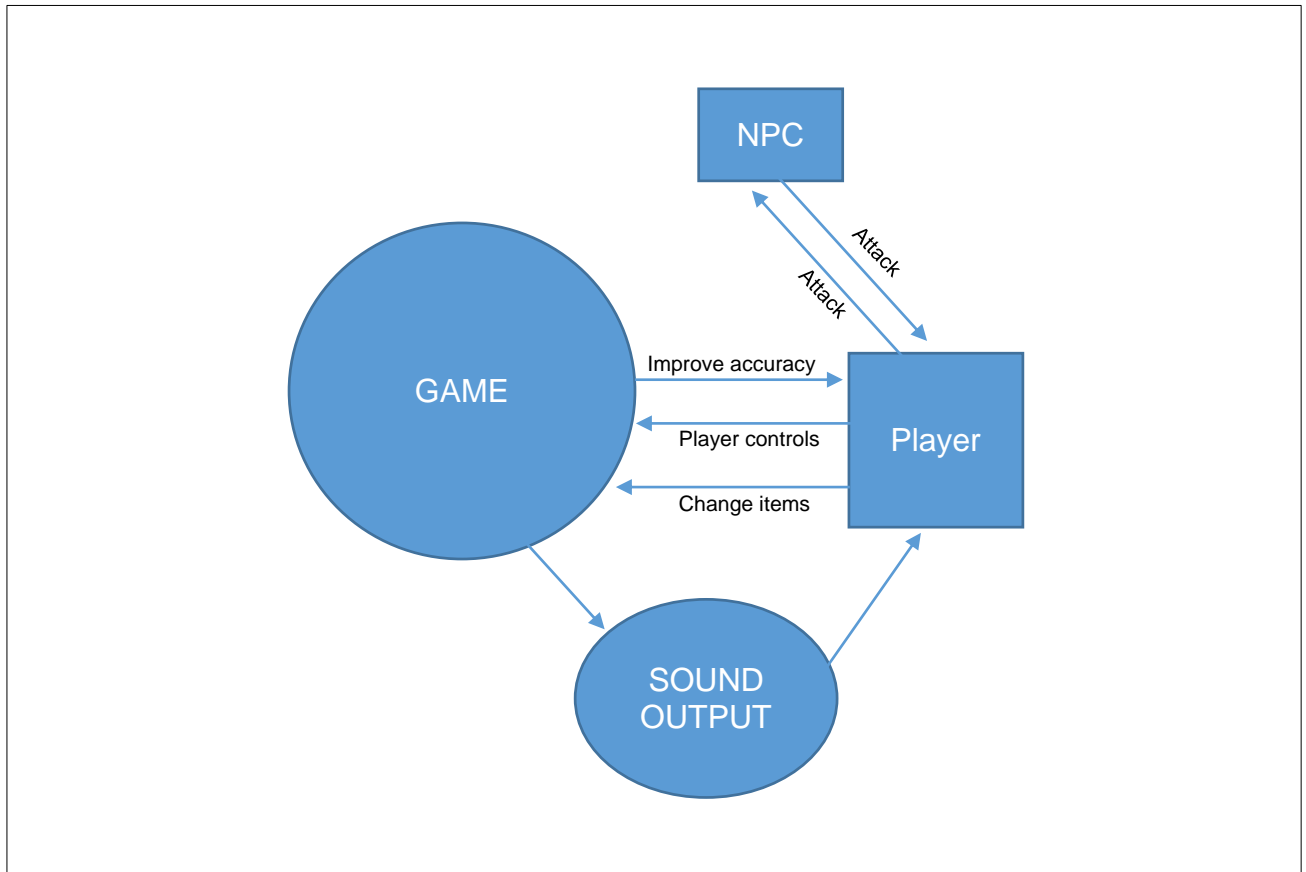 NPC
Attack
Attack
Improve accuracy
GAME
Player controls
Player
Change items
SOUND
OUTPUT